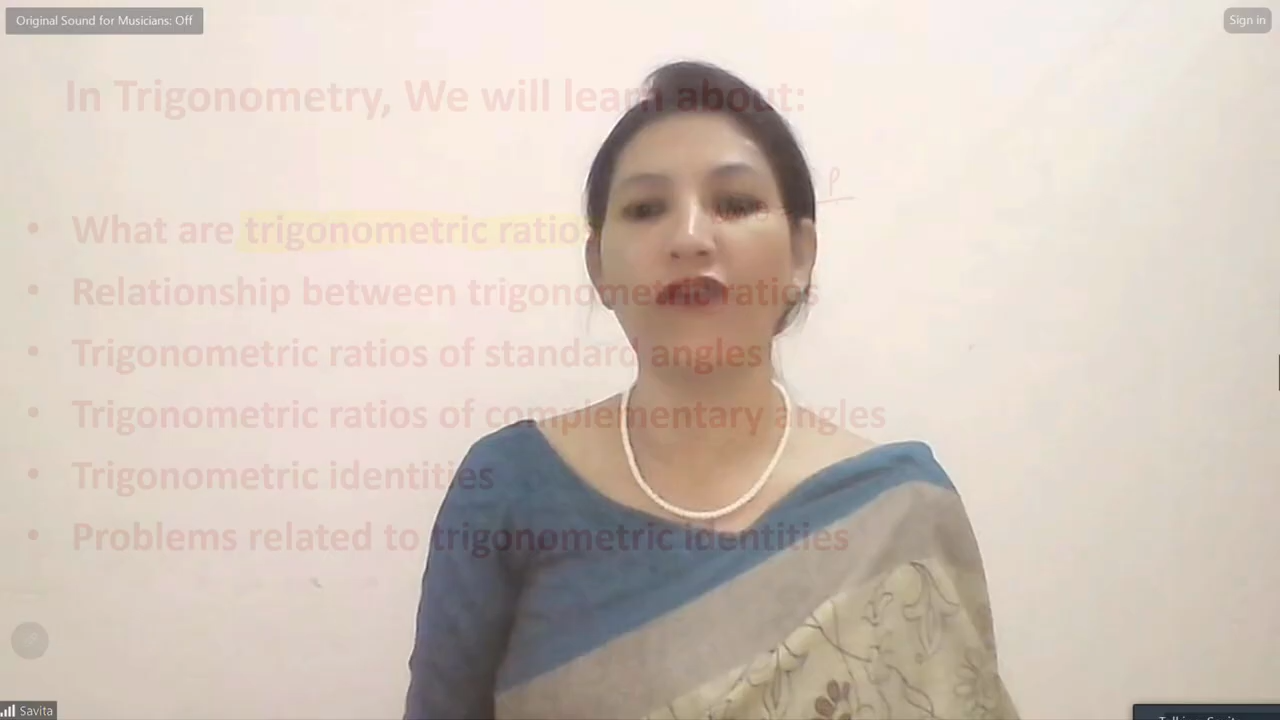 Original Sound for Musicians: Off
Sign in
In Trigonometry, We will learn about:
• What are trigonometric ratios
• Relationship between trigonometric ratios
• Trigonometric ratios of standard angles
• Trigonometric ratios of complementary angles
• Trigonometric identities
• Problems related to trigonometric identities
Savita